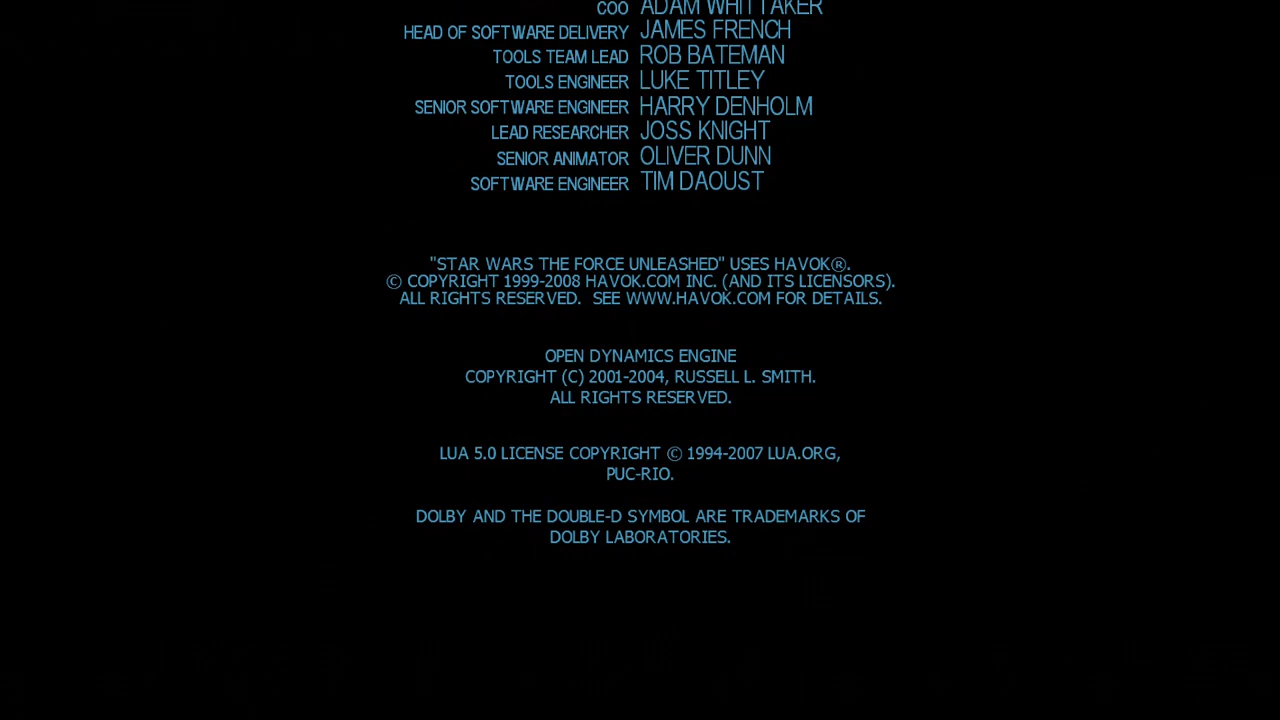 COO ADAM WHITTAKER
HEAD OF SOFTWARE DELIVERY JAMES FRENCH
TOOLS TEAM LEAD ROB BATEMAN
TOOLS ENGINEER LUKE TITLEY
SENIOR SOFTWARE ENGINEER HARRY DENHOLM
LEAD RESEARCHER JOSS KNIGHT
SENIOR ANIMATOR OLIVER DUNN
SOFTWARE ENGINEER TIM DAOUST
"STAR WARS THE FORCE UNLEASHED" USES HAVOK®.
© COPYRIGHT 1999-2008 HAVOK.COM INC. (AND ITS LICENSORS).
ALL RIGHTS RESERVED. SEE WWW.HAVOK.COM FOR DETAILS.
OPEN DYNAMICS ENGINE
COPYRIGHT (C) 2001-2004, RUSSELL L. SMITH.
ALL RIGHTS RESERVED.
LUA 5.0 LICENSE COPYRIGHT © 1994-2007 LUA.ORG,
PUC-RIO.
DOLBY AND THE DOUBLE-D SYMBOL ARE TRADEMARKS OF
DOLBY LABORATORIES.